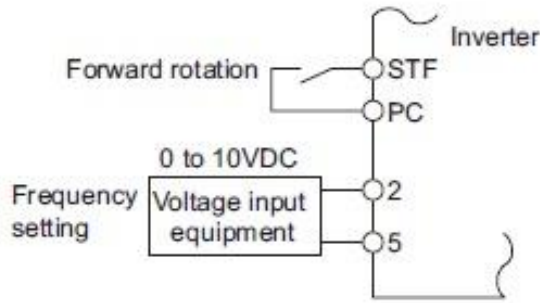 Inverter
Forward rotation
STF
PC
0 to 10VDC
Frequency
setting
Voltage input
equipment
2
5